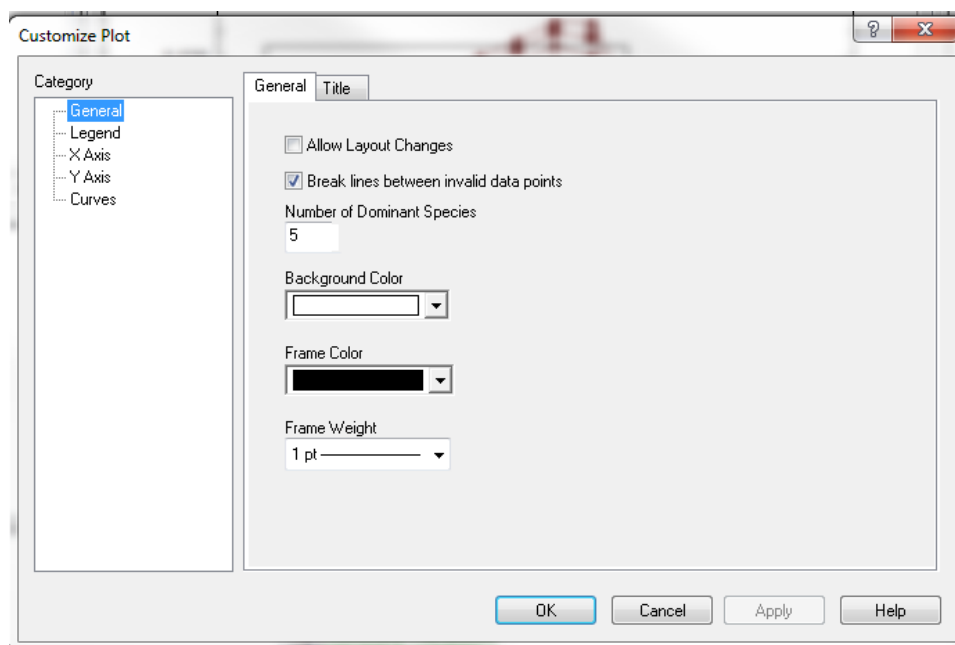 Customize Plot
?
X
Category
General
Legend
X Axis
Y Axis
Curves
General
Title
Allow Layout Changes
Break lines between invalid data points
Number of Dominant Species
5
Background Color
Frame Color
Frame Weight
1 pt
OK
Cancel
Apply
Help